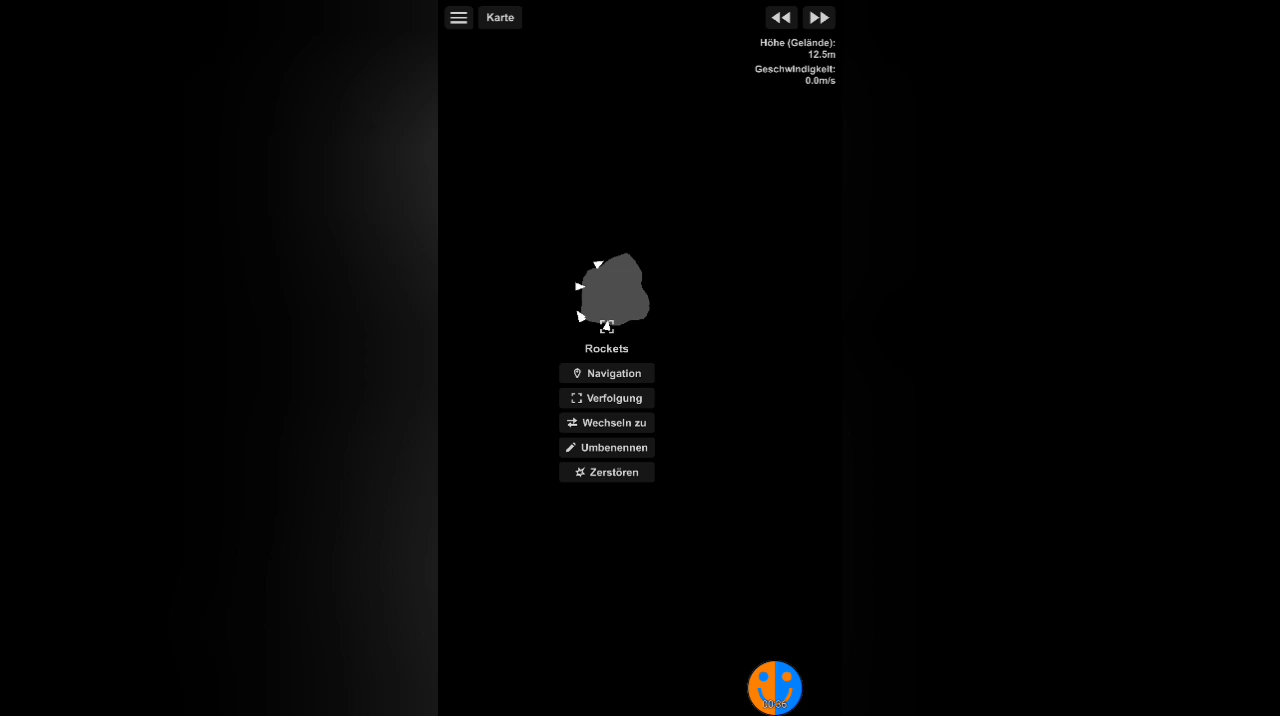 Karte
Höhe (Gelände):
12.5m
Geschwindigkeit:
0.0m/s
Rockets
Navigation
Verfolgung
Wechseln zu
Umbenennen
Zerstören